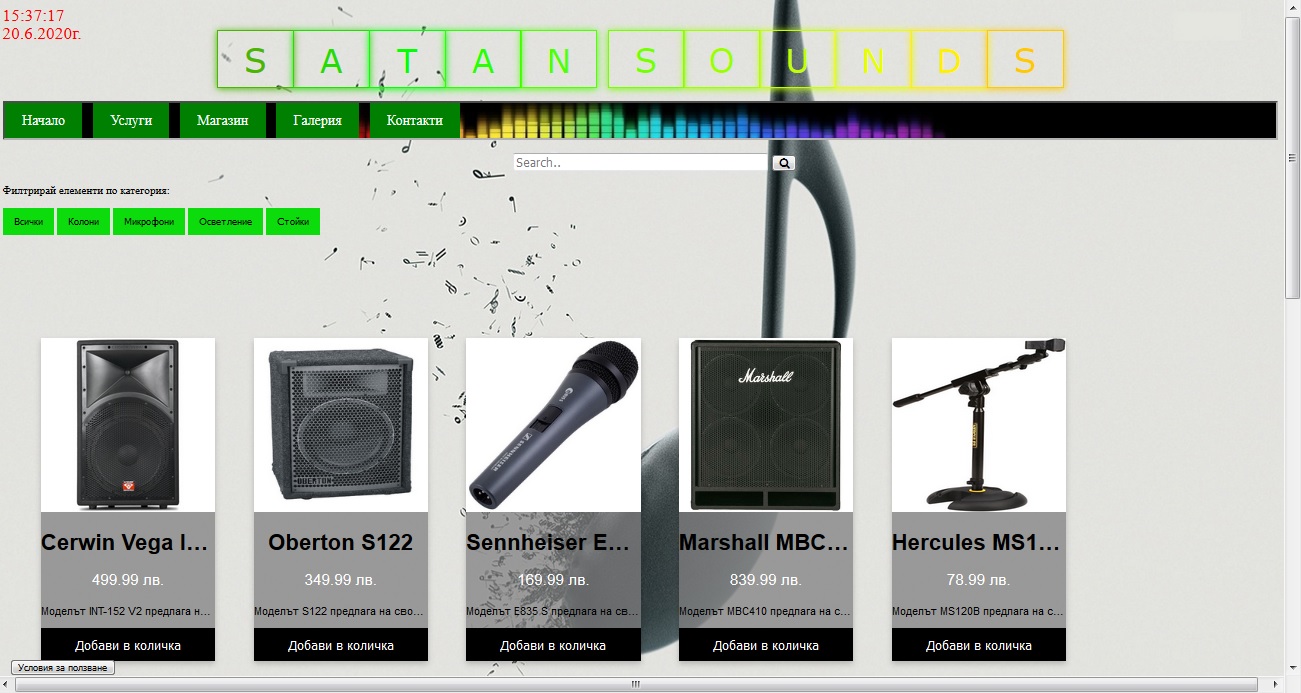 15:37:17
20.6.2020г.
S A T A N S O U N D S
Начало Услуги Магазин Галерия Контакти
Search..
Филтрирай елементи по категория:
Всички Колони Микрофони Осветление Стойки
OBERTON
SENNHEISER
Marshall
Cerwin Vega I... Oberton S122 Sennheiser E... Marshall MBC... Hercules MS1...
499.99 лв. 349.99 лв. 169.99 лв. 839.99 лв. 78.99 лв.
Моделът INT-152 V2 предлага н... Моделът S122 предлага на сво... Моделът E835 S предлага на св... Моделът MBC410 предлага на с... Моделът MS120B предлага на с...
Добави в количка Добави в количка Добави в количка Добави в количка Добави в количка
Условия за ползване